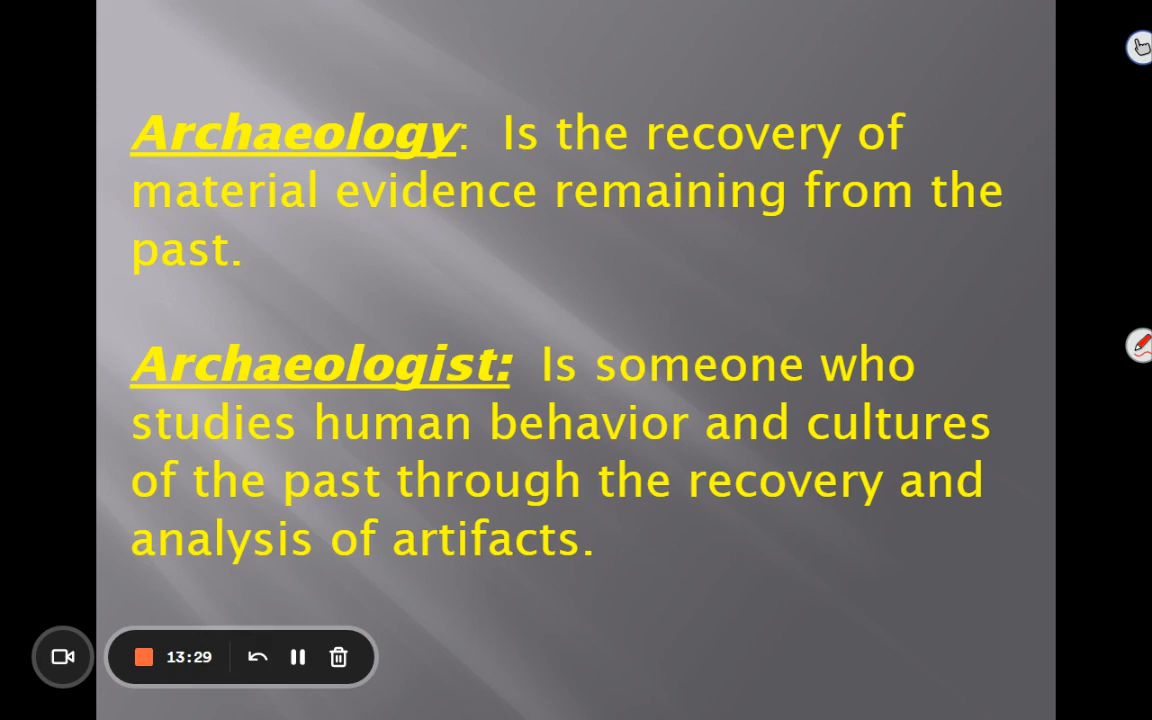 Archaeology:  Is the recovery of
material evidence remaining from the
past.
Archaeologist:  Is someone who
studies human behavior and cultures
of the past through the recovery and
analysis of artifacts.
13:29